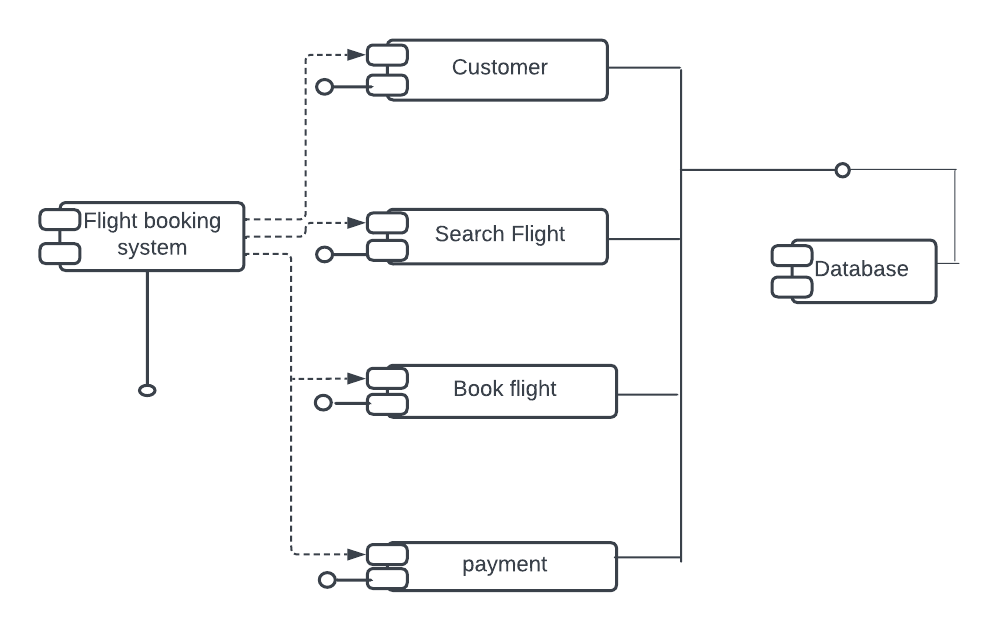 Customer
Flight booking
system
Search Flight
Database
Book flight
payment